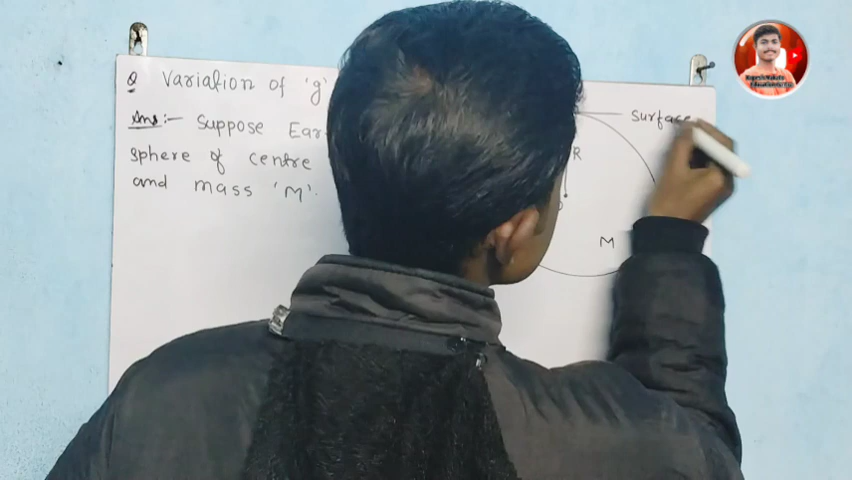 Q Variation of 'g'
Ans:- Suppose Ear
sphere of centre
and mass 'M'.
Surface
R
M